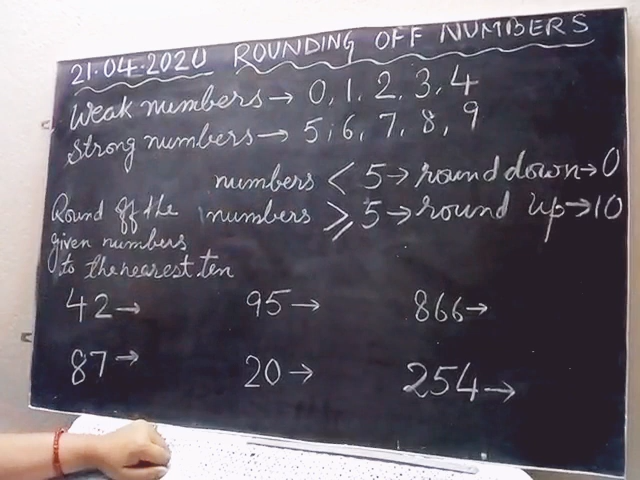 21.04.2020 ROUNDING OFF NUMBERS
Weak numbers → 0, 1, 2, 3, 4
Strong numbers → 5, 6, 7, 8, 9
numbers < 5 → round down → 0
Round off the numbers ⩾ 5 → round up → 10
given numbers
to the nearest ten
42 → 95 → 866 →
87 → 20 → 254 →